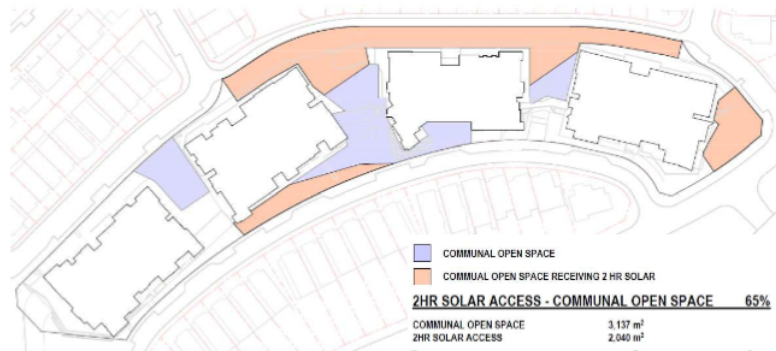 COMMUNAL OPEN SPACE
COMMUAL OPEN SPACE RECEIVING 2 HR SOLAR
2HR SOLAR ACCESS - COMMUNAL OPEN SPACE 65%
COMMUNAL OPEN SPACE 3,137 m²
2HR SOLAR ACCESS 2,040 m²